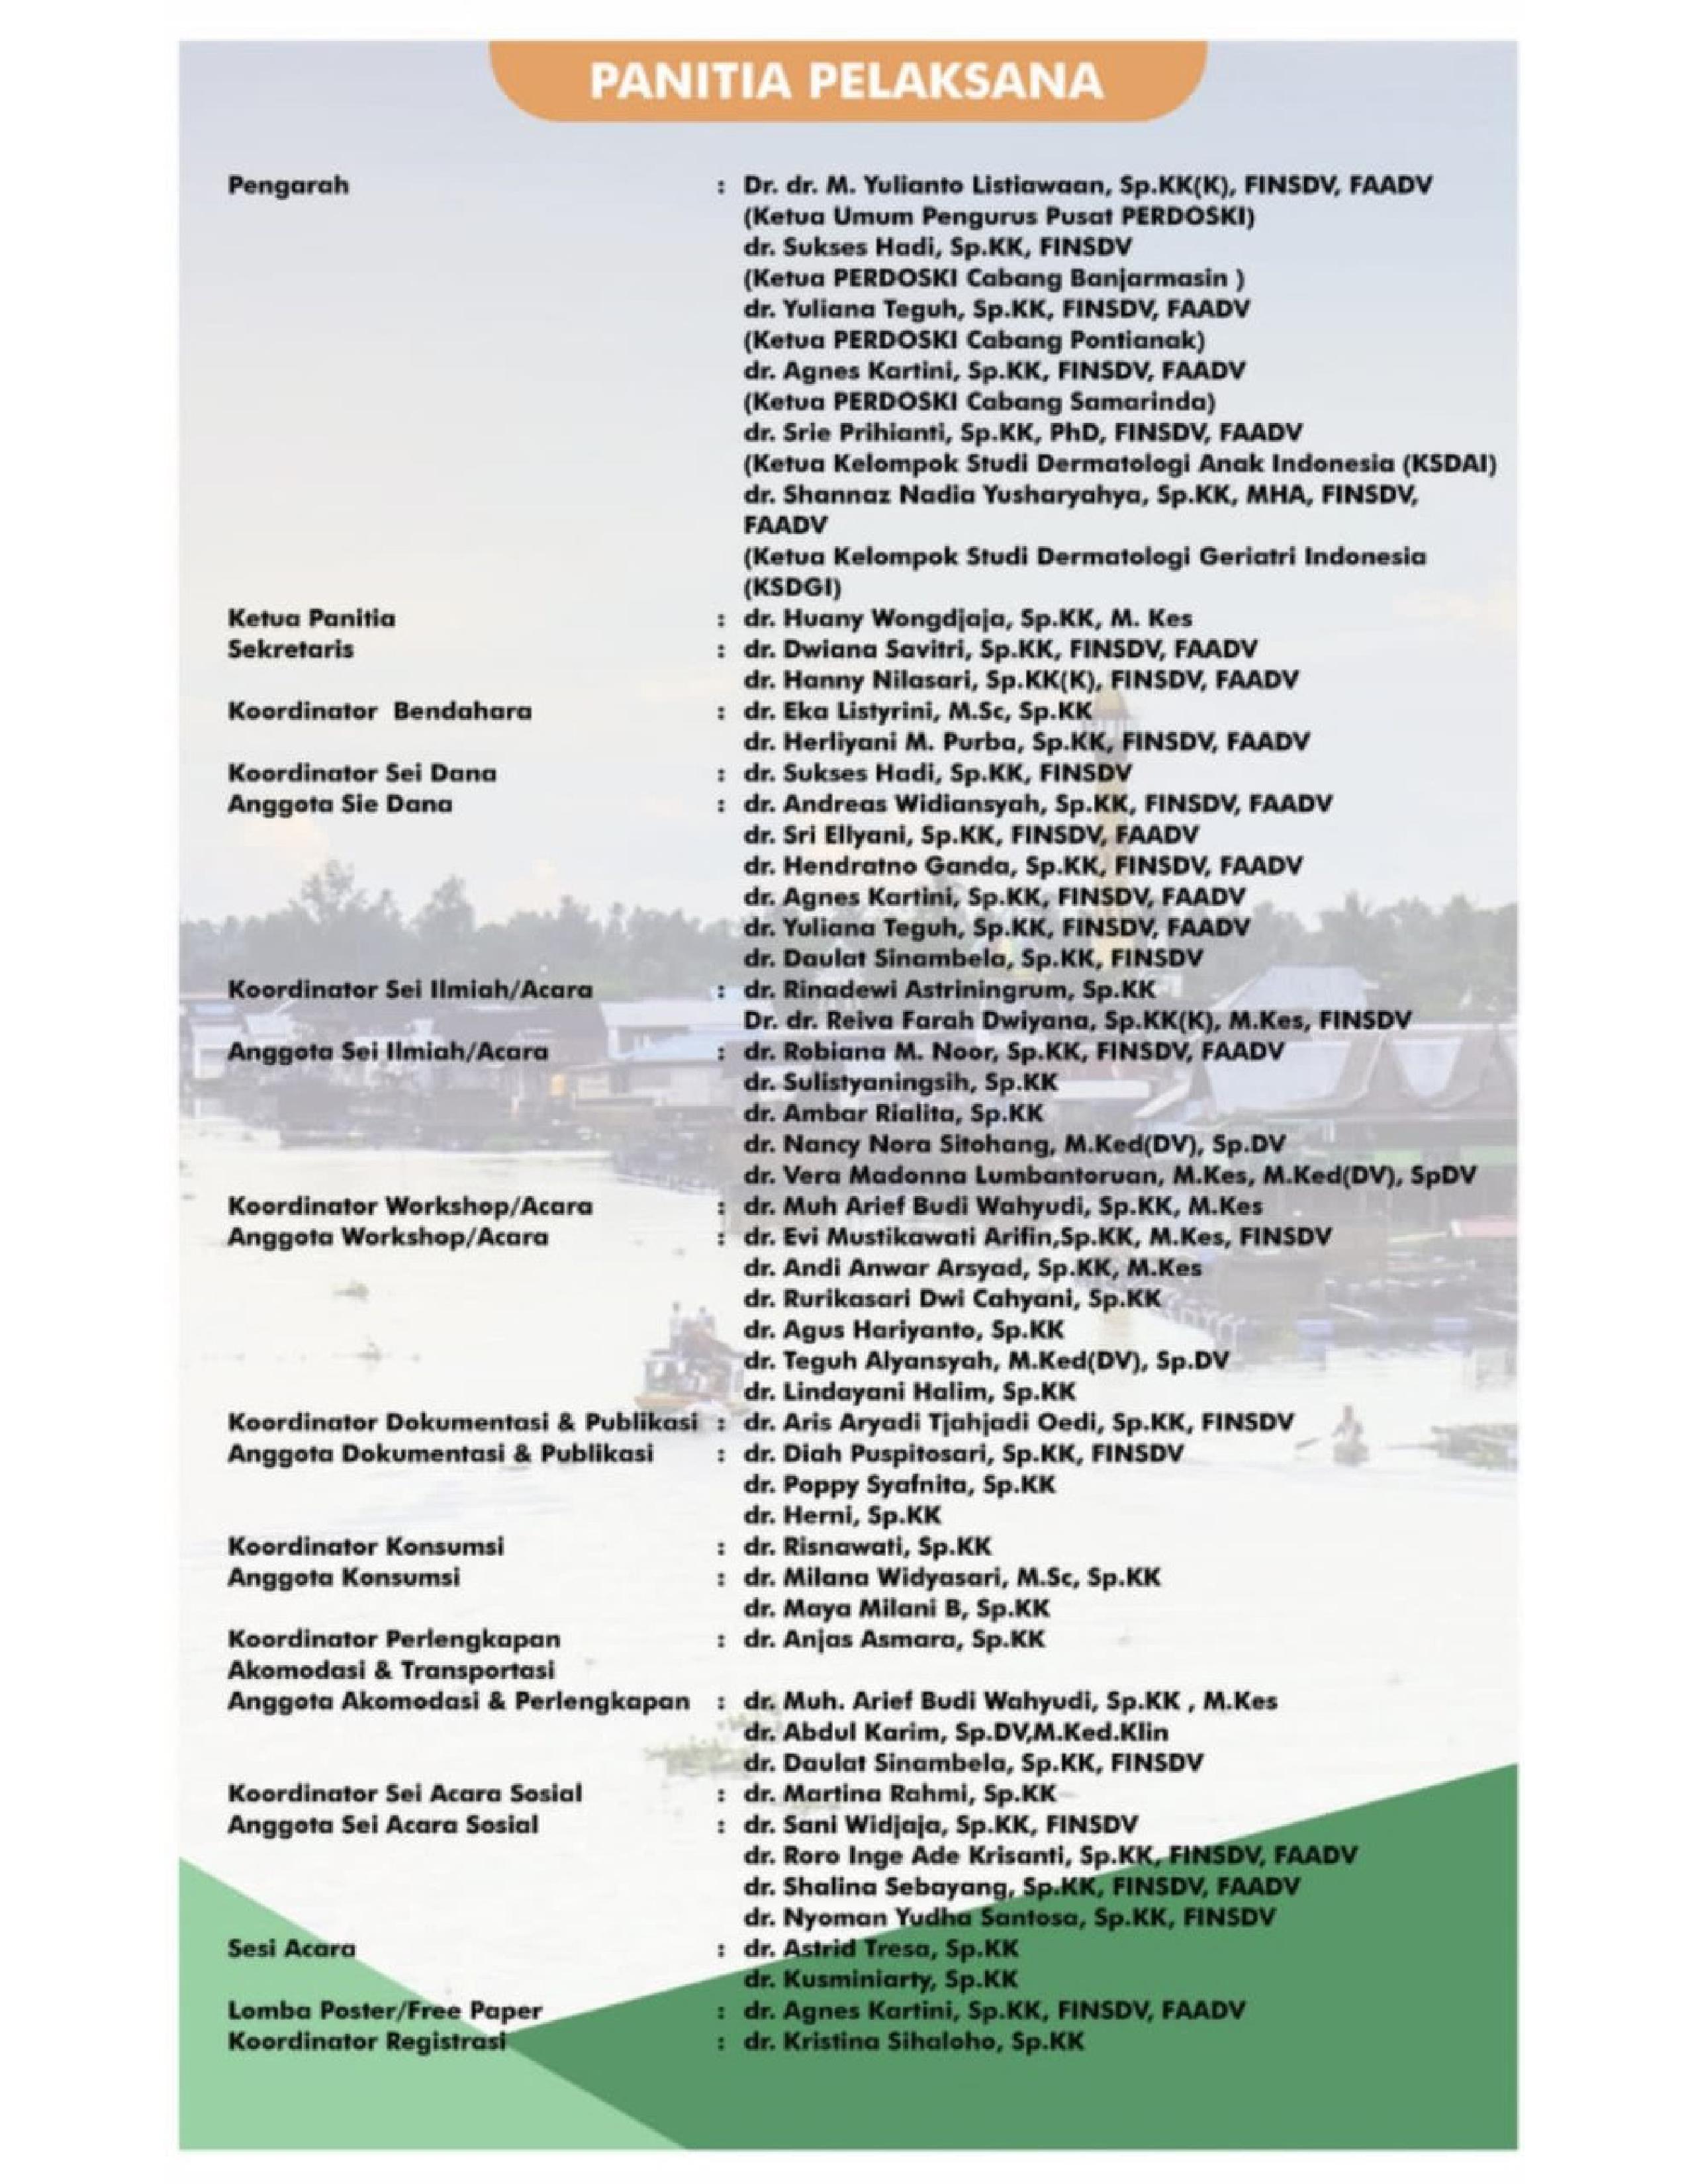 PANITIA PELAKSANA
Pengarah : Dr. dr. M. Yulianto Listiawaan, Sp.KK(K), FINSDV, FAADV
(Ketua Umum Pengurus Pusat PERDOSKI)
dr. Sukses Hadi, Sp.KK, FINSDV
(Ketua PERDOSKI Cabang Banjarmasin )
dr. Yuliana Teguh, Sp.KK, FINSDV, FAADV
(Ketua PERDOSKI Cabang Pontianak)
dr. Agnes Kartini, Sp.KK, FINSDV, FAADV
(Ketua PERDOSKI Cabang Samarinda)
dr. Srie Prihianti, Sp.KK, PhD, FINSDV, FAADV
(Ketua Kelompok Studi Dermatologi Anak Indonesia (KSDAI)
dr. Shannaz Nadia Yusharyahya, Sp.KK, MHA, FINSDV,
FAADV
(Ketua Kelompok Studi Dermatologi Geriatri Indonesia
(KSDGI)
Ketua Panitia : dr. Huany Wongdjaja, Sp.KK, M. Kes
Sekretaris : dr. Dwiana Savitri, Sp.KK, FINSDV, FAADV
dr. Hanny Nilasari, Sp.KK(K), FINSDV, FAADV
Koordinator Bendahara : dr. Eka Listyrini, M.Sc, Sp.KK
dr. Herliyani M. Purba, Sp.KK, FINSDV, FAADV
Koordinator Sei Dana : dr. Sukses Hadi, Sp.KK, FINSDV
Anggota Sie Dana : dr. Andreas Widiansyah, Sp.KK, FINSDV, FAADV
dr. Sri Ellyani, Sp.KK, FINSDV, FAADV
dr. Hendratno Ganda, Sp.KK, FINSDV, FAADV
dr. Agnes Kartini, Sp.KK, FINSDV, FAADV
dr. Yuliana Teguh, Sp.KK, FINSDV, FAADV
dr. Daulat Sinambela, Sp.KK, FINSDV
Koordinator Sei Ilmiah/Acara : dr. Rinadewi Astriningrum, Sp.KK
Dr. dr. Reiva Farah Dwiyana, Sp.KK(K), M.Kes, FINSDV
Anggota Sei Ilmiah/Acara : dr. Robiana M. Noor, Sp.KK, FINSDV, FAADV
dr. Sulistyaningsih, Sp.KK
dr. Ambar Rialita, Sp.KK
dr. Nancy Nora Sitohang, M.Ked(DV), Sp.DV
dr. Vera Madonna Lumbantoruan, M.Kes, M.Ked(DV), SpDV
Koordinator Workshop/Acara : dr. Muh Arief Budi Wahyudi, Sp.KK, M.Kes
Anggota Workshop/Acara : dr. Evi Mustikawati Arifin,Sp.KK, M.Kes, FINSDV
dr. Andi Anwar Arsyad, Sp.KK, M.Kes
dr. Rurikasari Dwi Cahyani, Sp.KK
dr. Agus Hariyanto, Sp.KK
dr. Teguh Alyansyah, M.Ked(DV), Sp.DV
dr. Lindayani Halim, Sp.KK
Koordinator Dokumentasi & Publikasi : dr. Aris Aryadi Tjahjadi Oedi, Sp.KK, FINSDV
Anggota Dokumentasi & Publikasi : dr. Diah Puspitosari, Sp.KK, FINSDV
dr. Poppy Syafnita, Sp.KK
dr. Herni, Sp.KK
Koordinator Konsumsi : dr. Risnawati, Sp.KK
Anggota Konsumsi : dr. Milana Widyasari, M.Sc, Sp.KK
dr. Maya Milani B, Sp.KK
Koordinator Perlengkapan : dr. Anjas Asmara, Sp.KK
Akomodasi & Transportasi
Anggota Akomodasi & Perlengkapan : dr. Muh. Arief Budi Wahyudi, Sp.KK , M.Kes
dr. Abdul Karim, Sp.DV,M.Ked.Klin
dr. Daulat Sinambela, Sp.KK, FINSDV
Koordinator Sei Acara Sosial : dr. Martina Rahmi, Sp.KK
Anggota Sei Acara Sosial : dr. Sani Widjaja, Sp.KK, FINSDV
dr. Roro Inge Ade Krisanti, Sp.KK, FINSDV, FAADV
dr. Shalina Sebayang, Sp.KK, FINSDV, FAADV
dr. Nyoman Yudha Santosa, Sp.KK, FINSDV
Sesi Acara : dr. Astrid Tresa, Sp.KK
dr. Kusminiarty, Sp.KK
Lomba Poster/Free Paper : dr. Agnes Kartini, Sp.KK, FINSDV, FAADV
Koordinator Registrasi : dr. Kristina Sihaloho, Sp.KK